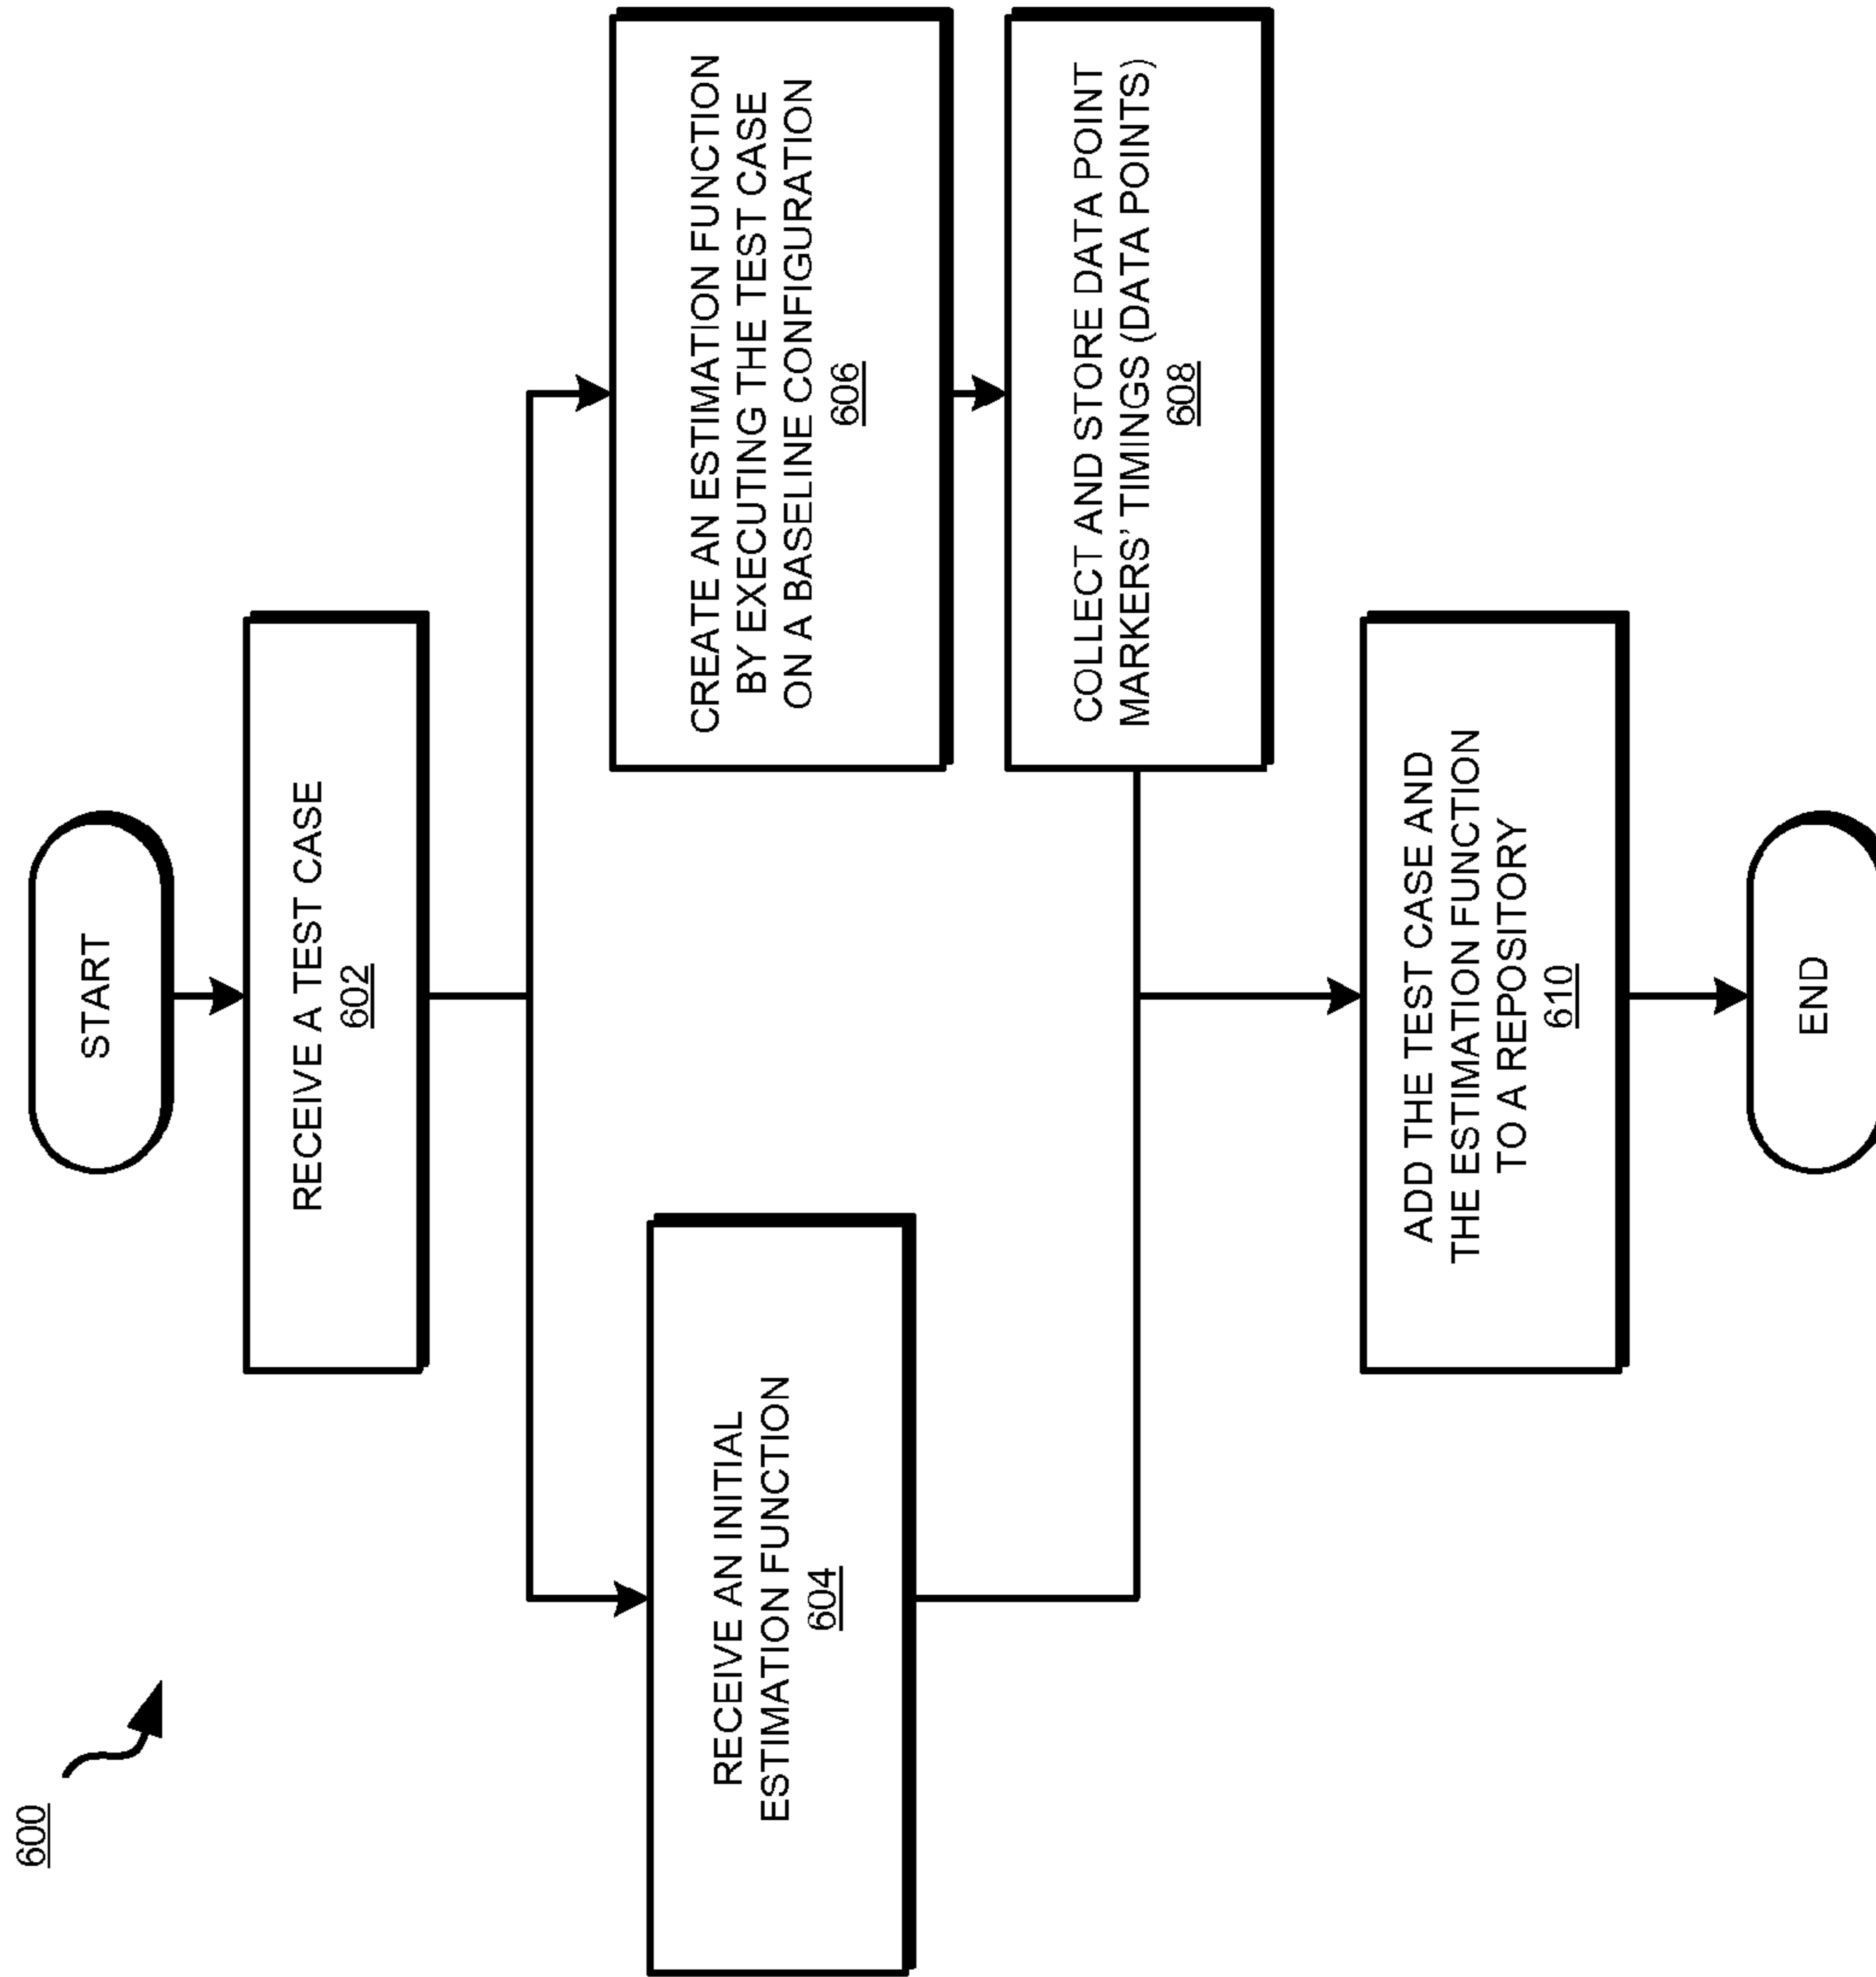 600
START
RECEIVE A TEST CASE
602
RECEIVE AN INITIAL
ESTIMATION FUNCTION
604
CREATE AN ESTIMATION FUNCTION
BY EXECUTING THE TEST CASE
ON A BASELINE CONFIGURATION
606
COLLECT AND STORE DATA POINT
MARKERS’ TIMINGS (DATA POINTS)
608
ADD THE TEST CASE AND
THE ESTIMATION FUNCTION
TO A REPOSITORY
610
END